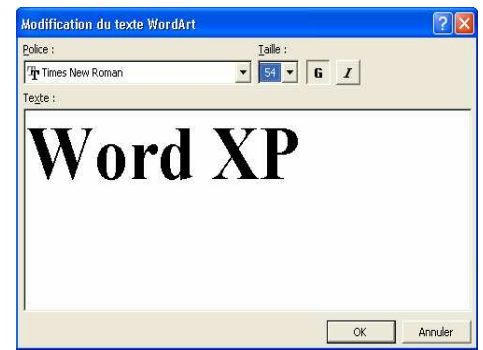 Modification du texte WordArt
Police : Taille :
Times New Roman 54 G I
Texte :
Word XP
OK Annuler